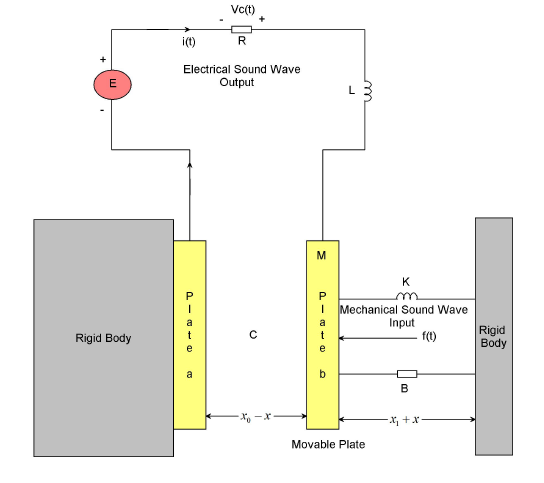 Vc(t)
- +
i(t)
R
Electrical Sound Wave
Output
+
E
-
L
M
K
P
l
a
t
e
a
P
l
a
t
e
b
Mechanical Sound Wave
Input
f(t)
Rigid Body
C
Rigid
Body
B
x₀ − x
x₁ + x
Movable Plate